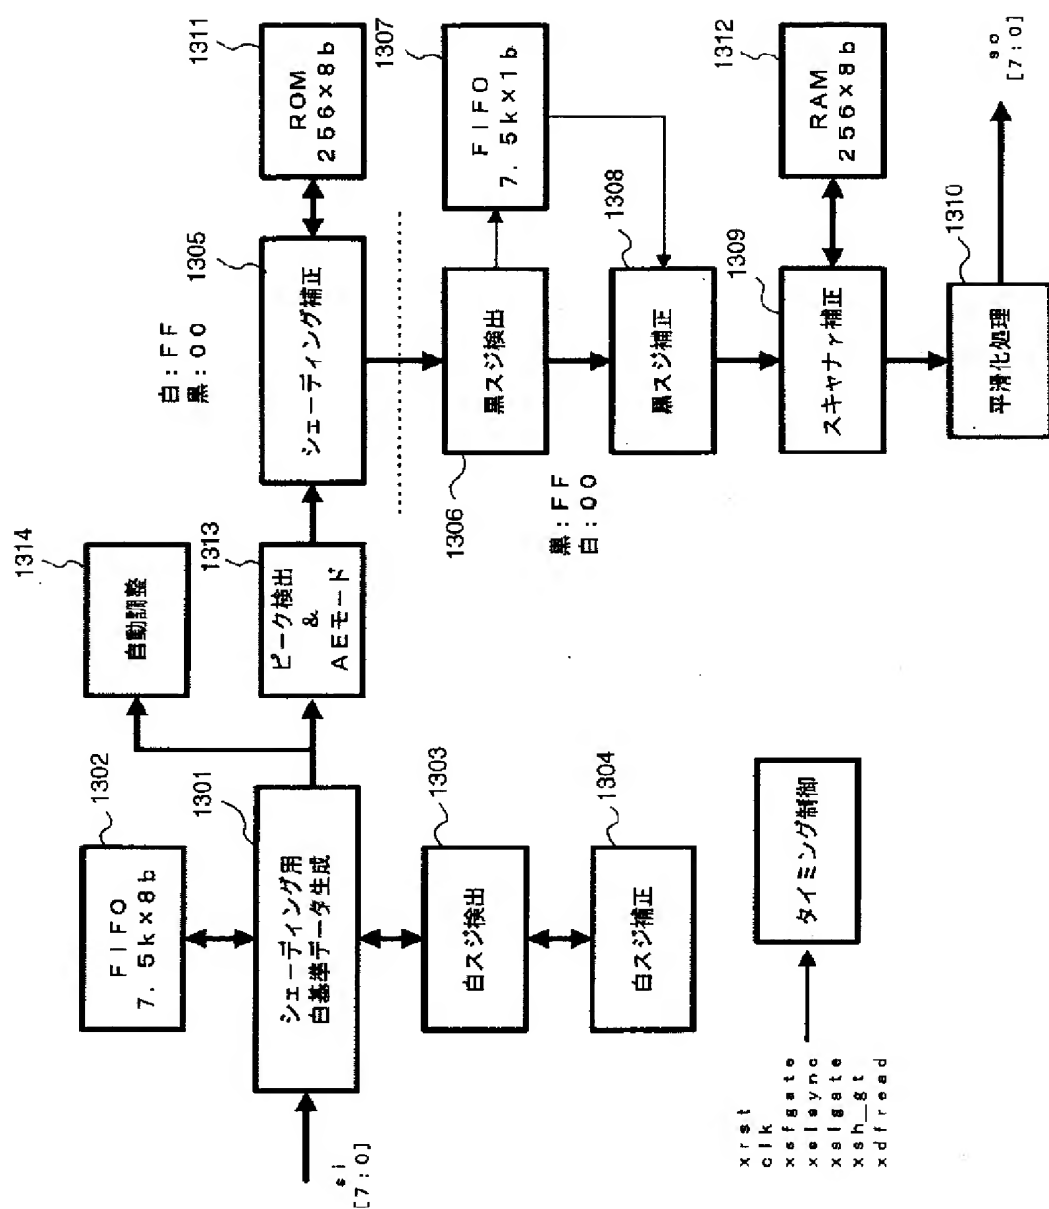 si
[7:0]
FIFO
7.5k×8b
1302
シェーディング用
白基準データ生成
1301
白スジ検出
1303
白スジ補正
1304
自動調整
1314
ピーク検出
&
AEモード
1313
白:FF
黒:00
シェーディング補正
1305
ROM
256×8b
1311
黒スジ検出
1306
FIFO
7.5k×1b
1307
黒:FF
白:00
黒スジ補正
1308
スキャナγ補正
1309
RAM
256×8b
1312
平滑化処理
1310
so
[7:0]
xrst
clk
xsfgate
xslsync
xslgate
xsh_gt
xdfread
タイミング制御